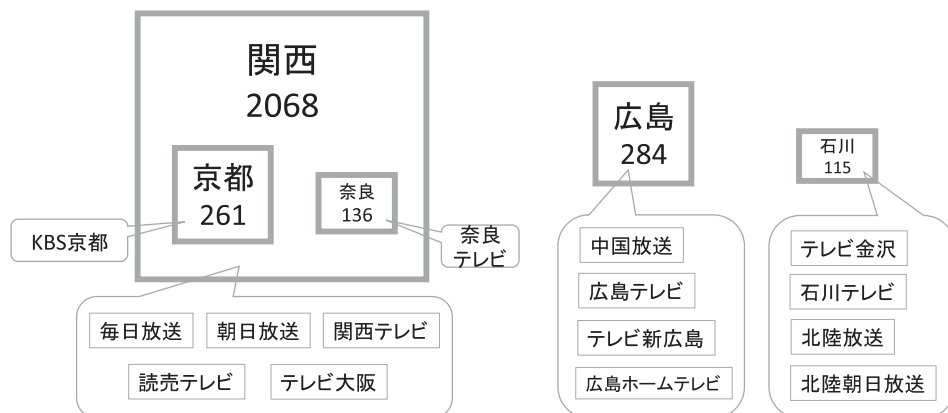 関西
2068
京都
261
奈良
136
KBS京都
奈良
テレビ
毎日放送
朝日放送
関西テレビ
読売テレビ
テレビ大阪
広島
284
中国放送
広島テレビ
テレビ新広島
広島ホームテレビ
石川
115
テレビ金沢
石川テレビ
北陸放送
北陸朝日放送